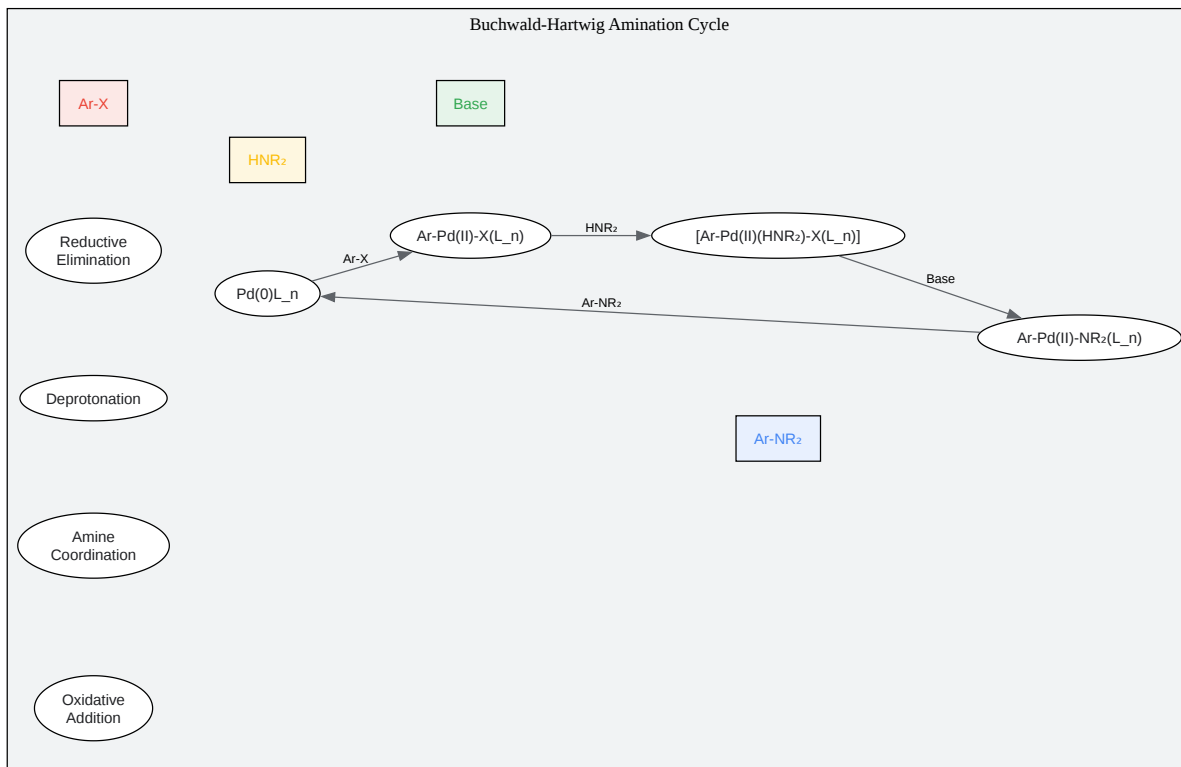 Buchwald-Hartwig Amination Cycle
Ar-X
Base
HNR₂
Reductive
Elimination
Ar-Pd(II)-X(L_n)
HNR₂
[Ar-Pd(II)(HNR₂)-X(L_n)]
Ar-X
Pd(0)L_n
Base
Ar-NR₂
Ar-Pd(II)-NR₂(L_n)
Deprotonation
Ar-NR₂
Amine
Coordination
Oxidative
Addition